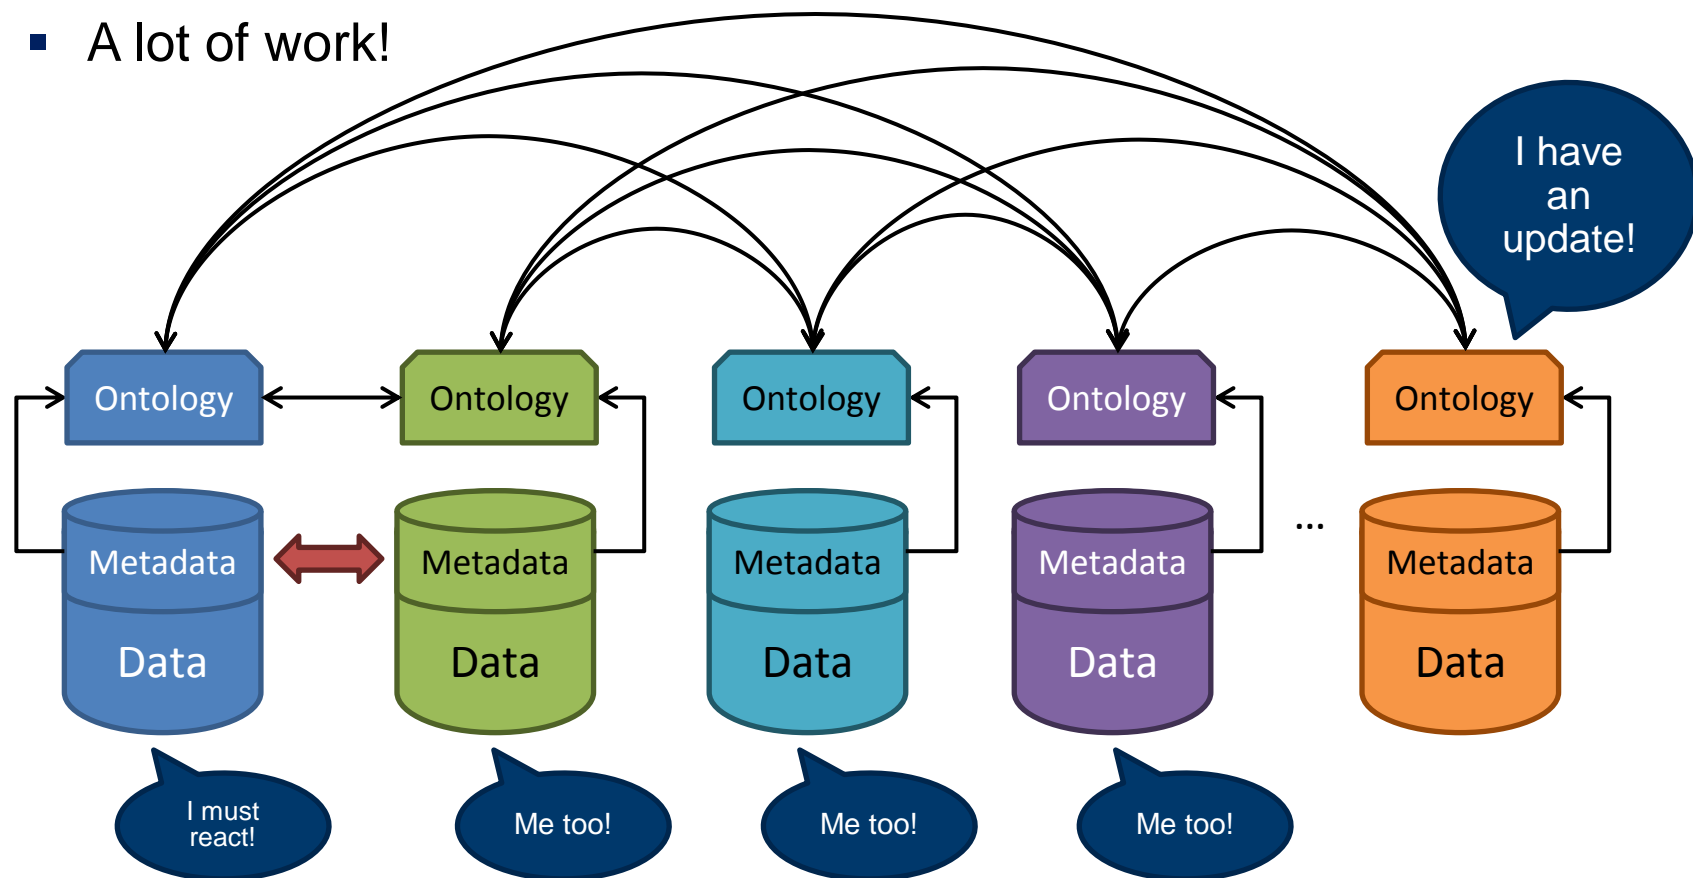 ▪ A lot of work!
I have
an
update!
Ontology
Ontology
Ontology
Ontology
Ontology
Metadata
Metadata
Metadata
Metadata
...
Metadata
Data
Data
Data
Data
Data
I must
react!
Me too!
Me too!
Me too!